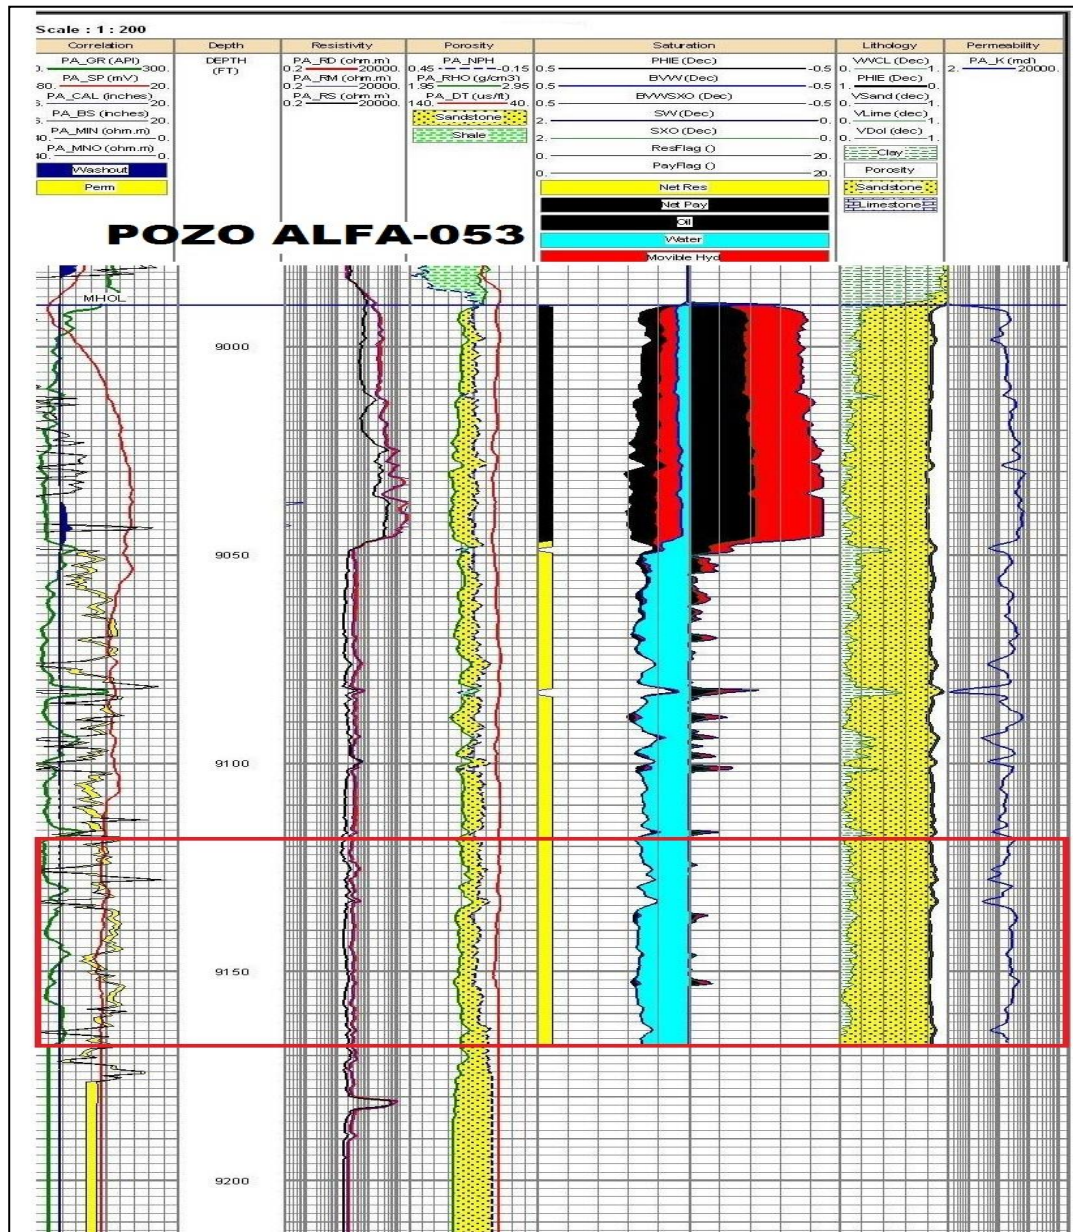 Scale : 1 : 200
Correlation Depth Resistivity Porosity Saturation Lithology Permeability
PA_GR (API)
0. 300.
PA_SP (mV)
80. 20.
PA_CAL (inches)
6. 20.
PA_BS (inches)
6. 20.
PA_MIN (ohm.m)
40. 0.
PA_MNO (ohm.m)
40. 0.
Washout
Perm
DEPTH
(FT)
PA_RD (ohm.m)
0.2 20000.
PA_RM (ohm.m)
0.2 20000.
PA_RS (ohm.m)
0.2 20000.
PA_NPH
0.45 -0.15
PA_RHO (g/cm3)
1.95 2.95
PA_DT (us/ft)
140. 40.
Sandstone
Shale
PHIE (Dec)
0.5 -0.5
BVW (Dec)
0.5 -0.5
BVWSXO (Dec)
0.5 -0.5
SW (Dec)
2. 0.
SXO (Dec)
2. 0.
ResFlag ()
0. 20.
PayFlag ()
0. 20.
Net Res
Net Pay
Oil
Water
Movible Hyd
VWCL (Dec)
0. 1.
PHIE (Dec)
1. 0.
VSand (dec)
0. 1.
VLime (dec)
0. 1.
VDol (dec)
0. 1.
Clay
Porosity
Sandstone
Limestone
PA_K (md)
2. 20000.
POZO ALFA-053
MHOL
9000
9050
9100
9150
9200